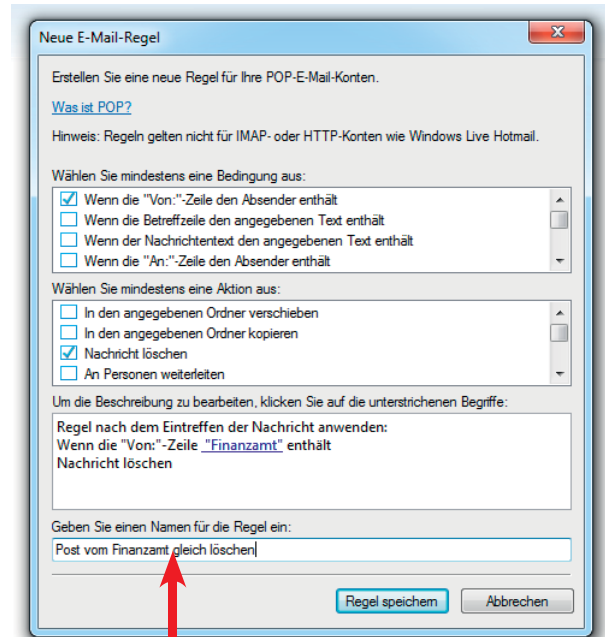 Neue E-Mail-Regel
Erstellen Sie eine neue Regel für Ihre POP-E-Mail-Konten.
Was ist POP?
Hinweis: Regeln gelten nicht für IMAP- oder HTTP-Konten wie Windows Live Hotmail.
Wählen Sie mindestens eine Bedingung aus:
Wenn die "Von:"-Zeile den Absender enthält
Wenn die Betreffzeile den angegebenen Text enthält
Wenn der Nachrichtentext den angegebenen Text enthält
Wenn die "An:"-Zeile den Absender enthält
Wählen Sie mindestens eine Aktion aus:
In den angegebenen Ordner verschieben
In den angegebenen Ordner kopieren
Nachricht löschen
An Personen weiterleiten
Um die Beschreibung zu bearbeiten, klicken Sie auf die unterstrichenen Begriffe:
Regel nach dem Eintreffen der Nachricht anwenden:
Wenn die "Von:"-Zeile "Finanzamt" enthält
Nachricht löschen
Geben Sie einen Namen für die Regel ein:
Post vom Finanzamt gleich löschen
Regel speichern Abbrechen